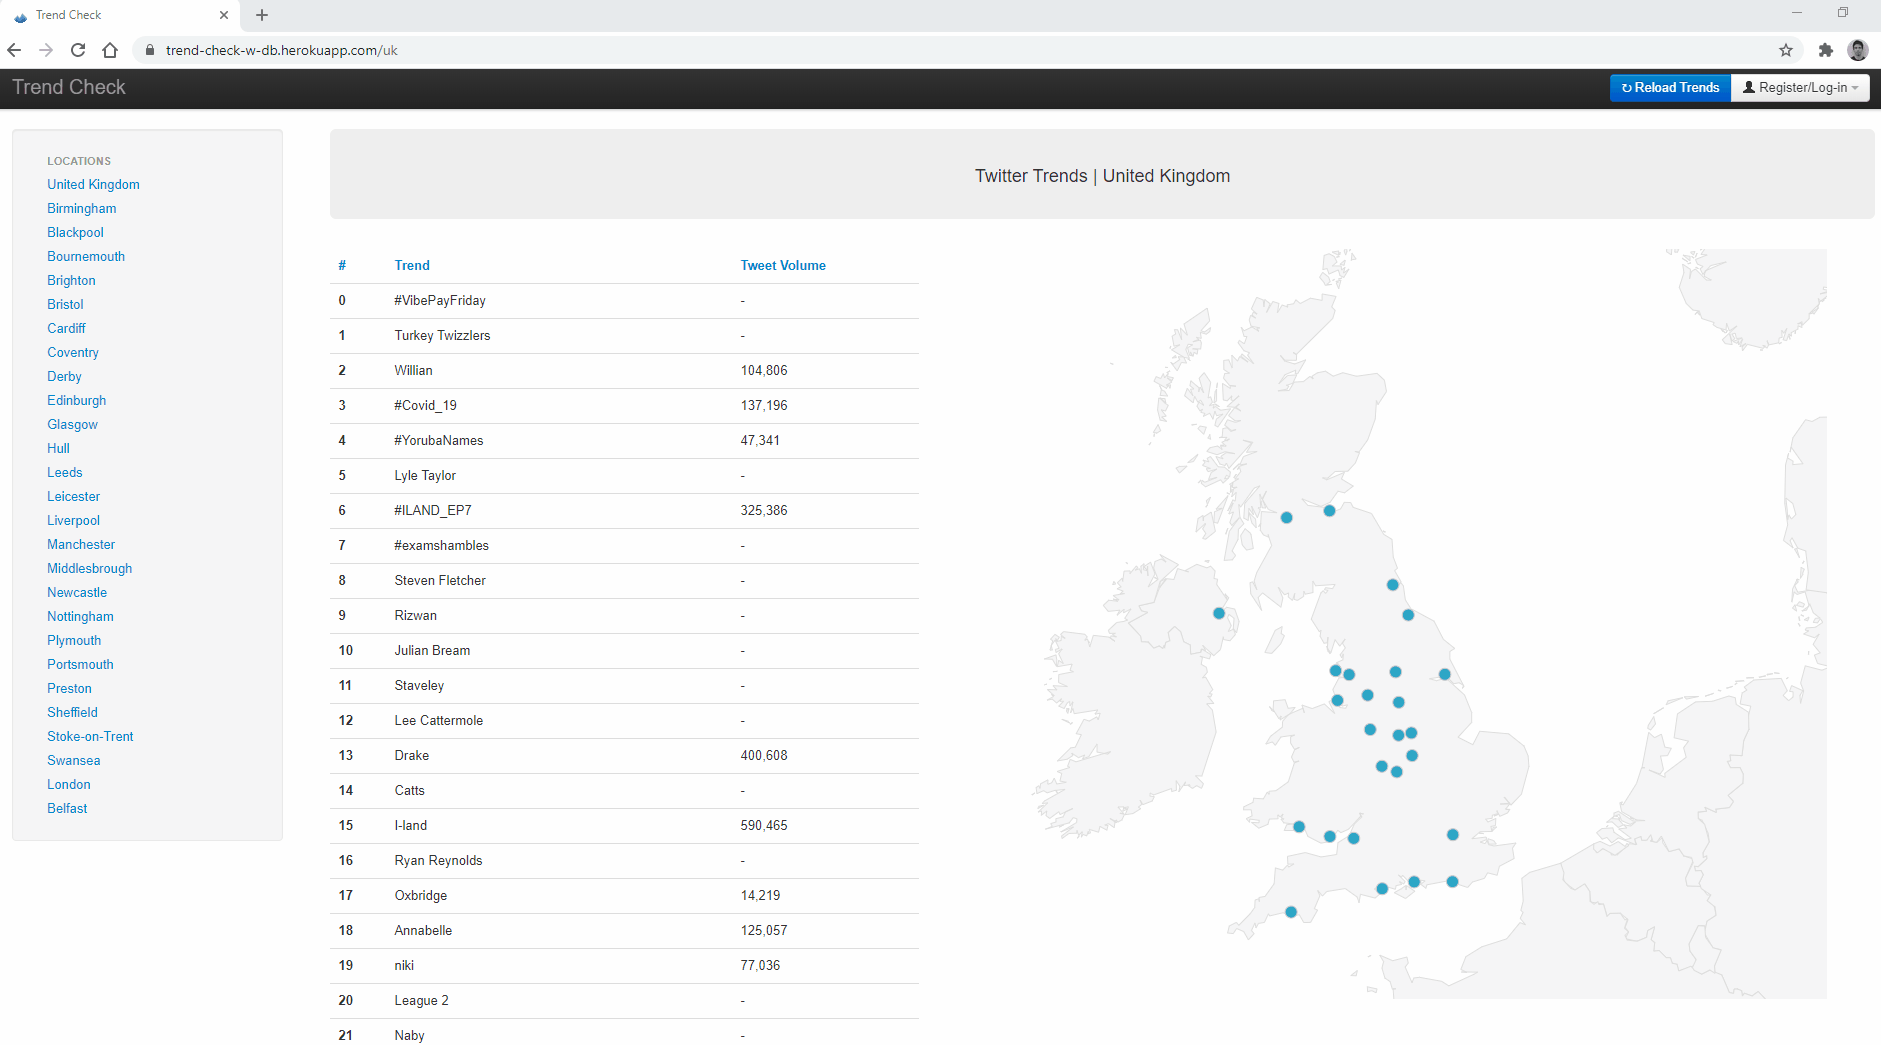 Trend Check
trend-check-w-db.herokuapp.com/uk
Trend Check
↻ Reload Trends
Register/Log-in
LOCATIONS
United Kingdom
Birmingham
Blackpool
Bournemouth
Brighton
Bristol
Cardiff
Coventry
Derby
Edinburgh
Glasgow
Hull
Leeds
Leicester
Liverpool
Manchester
Middlesbrough
Newcastle
Nottingham
Plymouth
Portsmouth
Preston
Sheffield
Stoke-on-Trent
Swansea
London
Belfast
Twitter Trends | United Kingdom
# Trend Tweet Volume
0 #VibePayFriday -
1 Turkey Twizzlers -
2 Willian 104,806
3 #Covid_19 137,196
4 #YorubaNames 47,341
5 Lyle Taylor -
6 #ILAND_EP7 325,386
7 #examshambles -
8 Steven Fletcher -
9 Rizwan -
10 Julian Bream -
11 Staveley -
12 Lee Cattermole -
13 Drake 400,608
14 Catts -
15 I-land 590,465
16 Ryan Reynolds -
17 Oxbridge 14,219
18 Annabelle 125,057
19 niki 77,036
20 League 2 -
21 Naby -